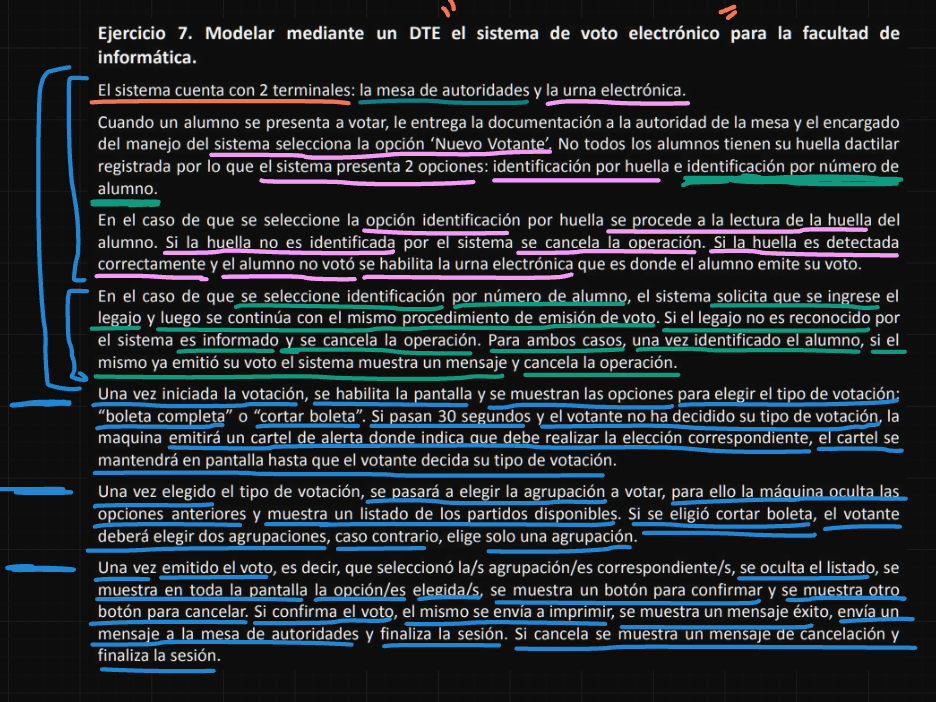 Ejercicio 7. Modelar mediante un DTE el sistema de voto electrónico para la facultad de
informática.
El sistema cuenta con 2 terminales: la mesa de autoridades y la urna electrónica.
Cuando un alumno se presenta a votar, le entrega la documentación a la autoridad de la mesa y el encargado
del manejo del sistema selecciona la opción ‘Nuevo Votante’. No todos los alumnos tienen su huella dactilar
registrada por lo que el sistema presenta 2 opciones: identificación por huella e identificación por número de
alumno.
En el caso de que se seleccione la opción identificación por huella se procede a la lectura de la huella del
alumno. Si la huella no es identificada por el sistema se cancela la operación. Si la huella es detectada
correctamente y el alumno no votó se habilita la urna electrónica que es donde el alumno emite su voto.
En el caso de que se seleccione identificación por número de alumno, el sistema solicita que se ingrese el
legajo y luego se continúa con el mismo procedimiento de emisión de voto. Si el legajo no es reconocido por
el sistema es informado y se cancela la operación. Para ambos casos, una vez identificado el alumno, si el
mismo ya emitió su voto el sistema muestra un mensaje y cancela la operación
Una vez iniciada la votación, se habilita la pantalla y se muestran las opciones para elegir el tipo de votación:
“boleta completa” o “cortar boleta”. Si pasan 30 segundos y el votante no ha decidido su tipo de votación, la
maquina emitirá un cartel de alerta donde indica que debe realizar la elección correspondiente, el cartel se
mantendrá en pantalla hasta que el votante decida su tipo de votación.
Una vez elegido el tipo de votación, se pasará a elegir la agrupación a votar, para ello la máquina oculta las
opciones anteriores y muestra un listado de los partidos disponibles. Si se eligió cortar boleta, el votante
deberá elegir dos agrupaciones, caso contrario, elige solo una agrupación.
Una vez emitido el voto, es decir, que seleccionó la/s agrupación/es correspondiente/s, se oculta el listado, se
muestra en toda la pantalla la opción/es elegida/s, se muestra un botón para confirmar y se muestra otro
botón para cancelar. Si confirma el voto, el mismo se envía a imprimir, se muestra un mensaje éxito, envía un
mensaje a la mesa de autoridades y finaliza la sesión. Si cancela se muestra un mensaje de cancelación y
finaliza la sesión.